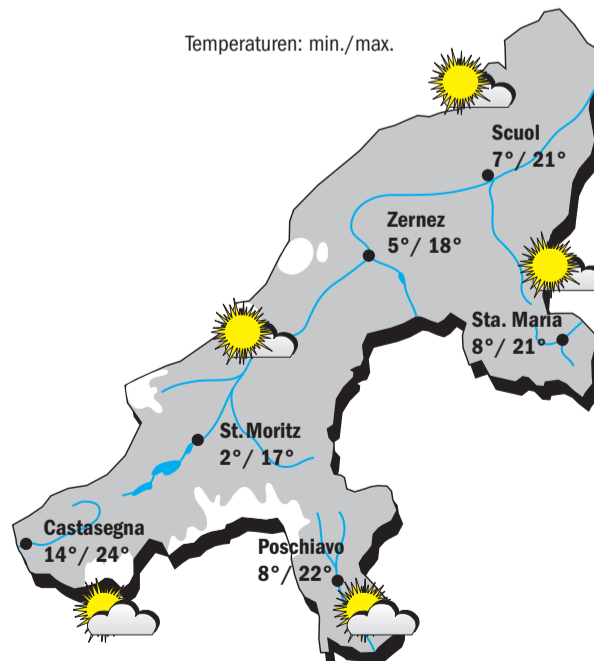 Temperaturen: min./max.
Scuol
7°/ 21°
Zernez
5°/ 18°
Sta. Maria
8°/ 21°
St. Moritz
2°/ 17°
Castasegna
14°/ 24°
Poschiavo
8°/ 22°